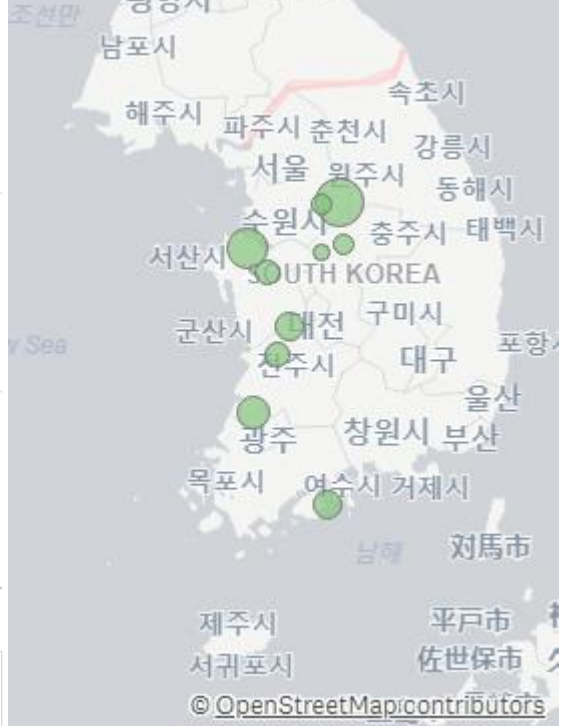 조선만
남포시
해주시
속초시
파주시 춘천시
강릉시
서울 원주시
동해시
수원시
충주시 태백시
서산시
SOUTH KOREA
군산시
대전 구미시
w Sea
포항시
전주시
대구
울산
광주
창원시 부산
목포시
여수시 거제시
남해
対馬市
제주시
平戸市
서귀포시
佐世保市
© OpenStreetMap contributors